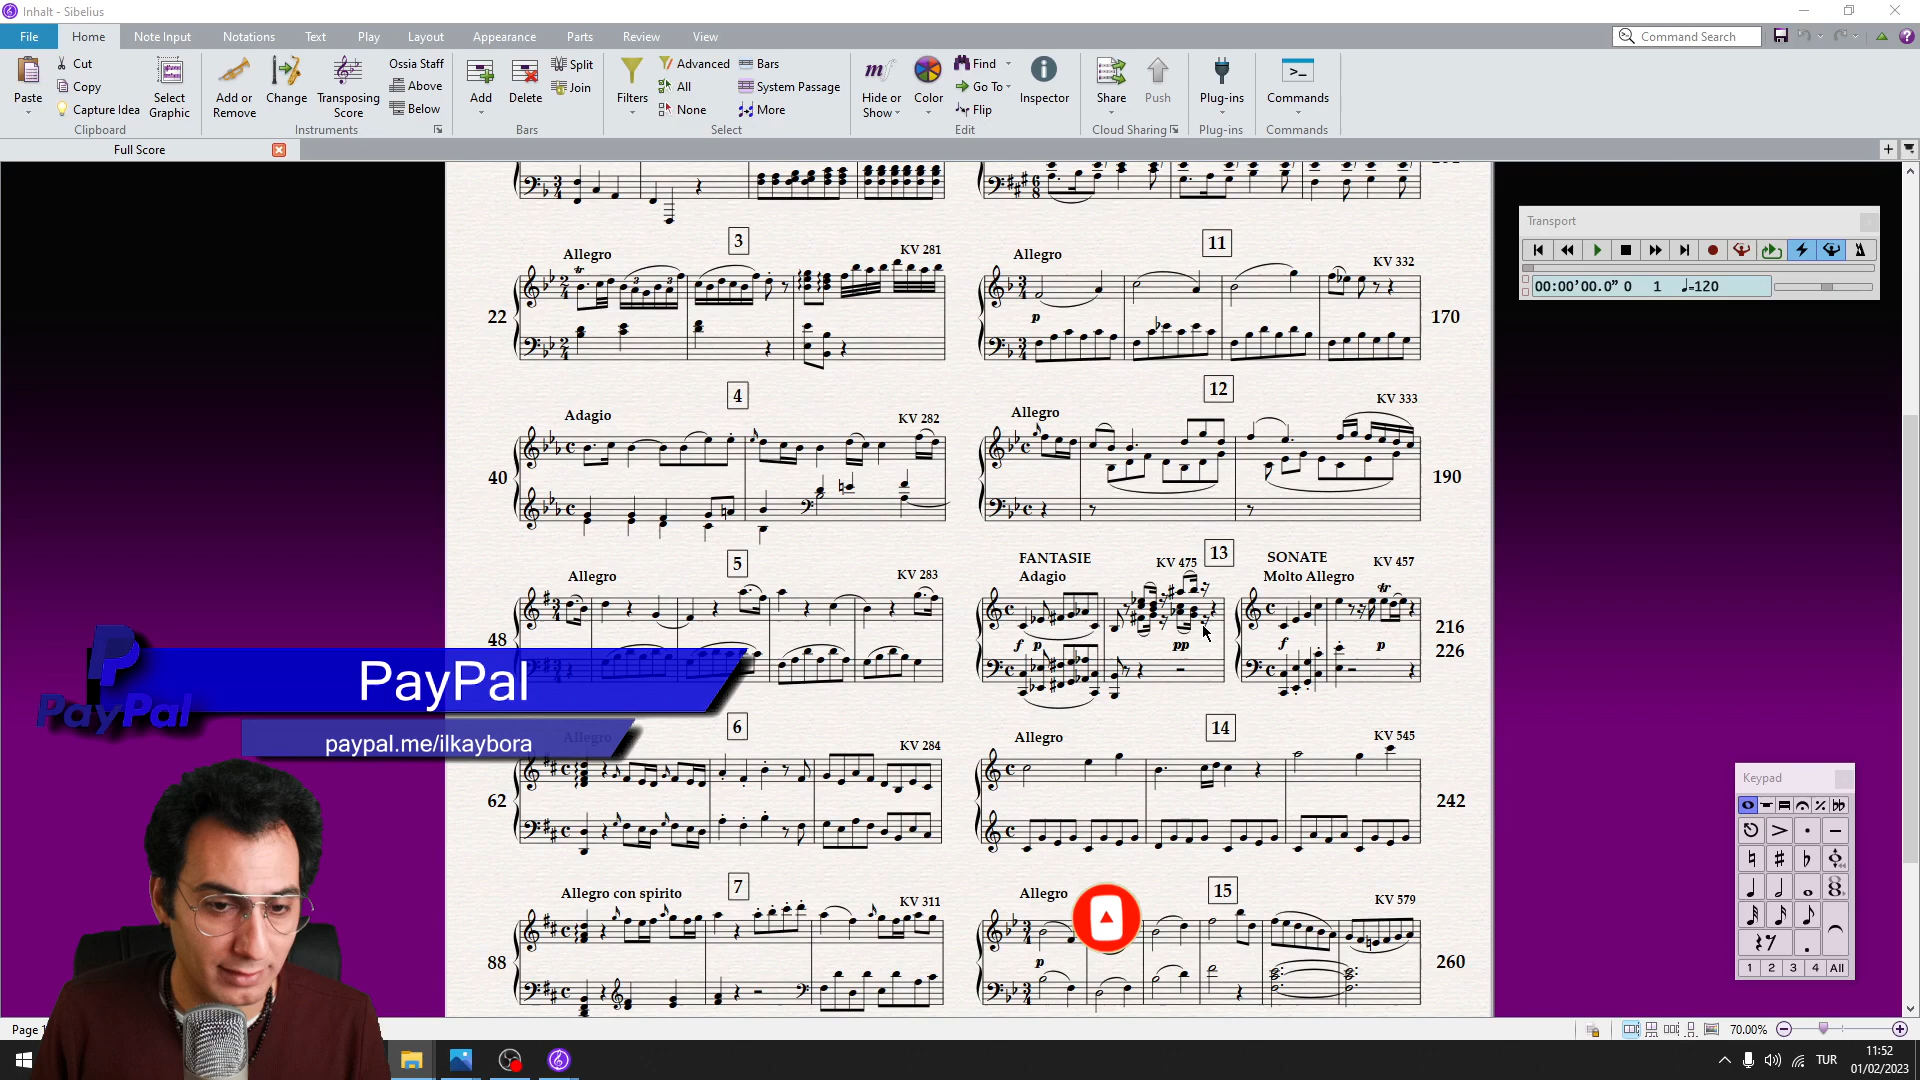 Inhalt - Sibelius
File Home Note Input Notations Text Play Layout Appearance Parts Review View
Command Search
Paste
Cut
Copy
Capture Idea
Select Graphic
Clipboard
Add or Remove
Change
Transposing Score
Ossia Staff
Above
Below
Instruments
Add
Delete
Split
Join
Bars
Filters
Advanced
All
None
Bars
System Passage
More
Select
Hide or Show
Color
Find
Go To
Flip
Inspector
Edit
Share
Push
Cloud Sharing
Plug-ins
Plug-ins
Commands
Commands
Full Score
3
Allegro
KV 281
tr
3 3
22
4
Adagio
KV 282
40
5
Allegro
KV 283
48
6
KV 284
62
7
Allegro con spirito
KV 311
88
11
Allegro
KV 332
p
170
12
Allegro
KV 333
190
13
FANTASIE
Adagio
KV 475
f p
pp
SONATE
Molto Allegro
KV 457
tr
f
p
216
226
14
Allegro
KV 545
242
15
Allegro
KV 579
p
260
Transport
00:00'00.0" 0 1 ♩=120
Keypad
1 2 3 4 All
PayPal
PayPal
paypal.me/ilkaybora
70.00%
TUR
11:52
01/02/2023